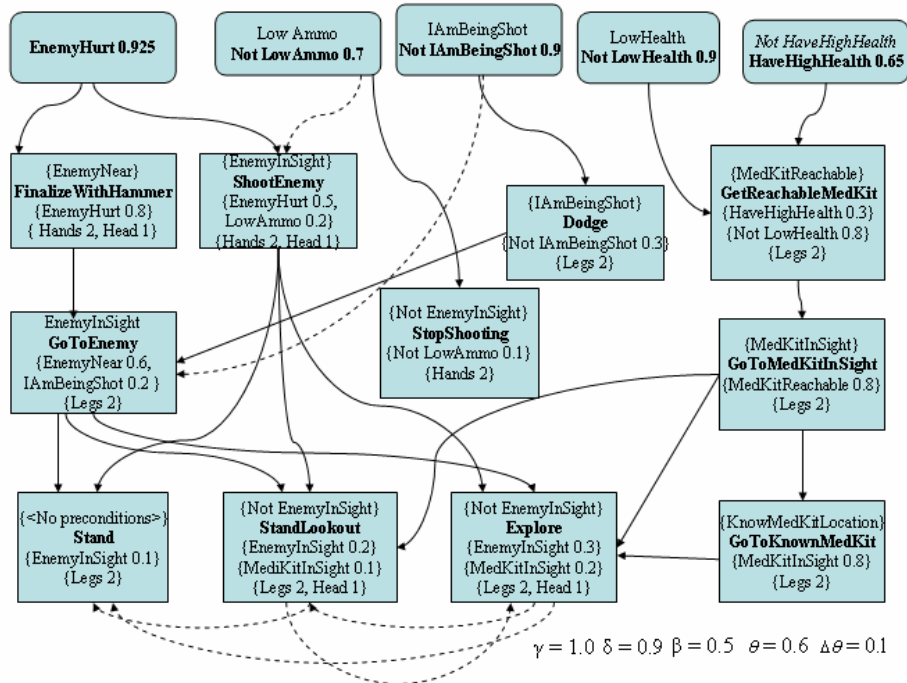 EnemyHurt 0.925
Low Ammo
Not LowAmmo 0.7
IAmBeingShot
Not IAmBeingShot 0.9
LowHealth
Not LowHealth 0.9
Not HaveHighHealth
HaveHighHealth 0.65
{EnemyNear}
FinalizeWithHammer
{EnemyHurt 0.8}
{ Hands 2, Head 1}
{EnemyInSight}
ShootEnemy
{EnemyHurt 0.5,
LowAmmo 0.2}
{Hands 2, Head 1}
{IAmBeingShot}
Dodge
{Not IAmBeingShot 0.3}
{Legs 2}
{MedKitReachable}
GetReachableMedKit
{HaveHighHealth 0.3}
{Not LowHealth 0.8}
{Legs 2}
EnemyInSight
GoToEnemy
{EnemyNear 0.6,
IAmBeingShot 0.2 }
{Legs 2}
{Not EnemyInSight}
StopShooting
{Not LowAmmo 0.1}
{Hands 2}
{MedKitInSight}
GoToMedKitInSight
{MedKitReachable 0.8}
{Legs 2}
{<No preconditions>}
Stand
{EnemyInSight 0.1}
{Legs 2}
{Not EnemyInSight}
StandLookout
{EnemyInSight 0.2}
{MediKitInSight 0.1}
{Legs 2, Head 1}
{Not EnemyInSight}
Explore
{EnemyInSight 0.3}
{MedKitInSight 0.2}
{Legs 2, Head 1}
{KnowMedKitLocation}
GoToKnownMedKit
{MedKitInSight 0.8}
{Legs 2}
γ = 1.0 δ = 0.9 β = 0.5 θ = 0.6 Δθ = 0.1